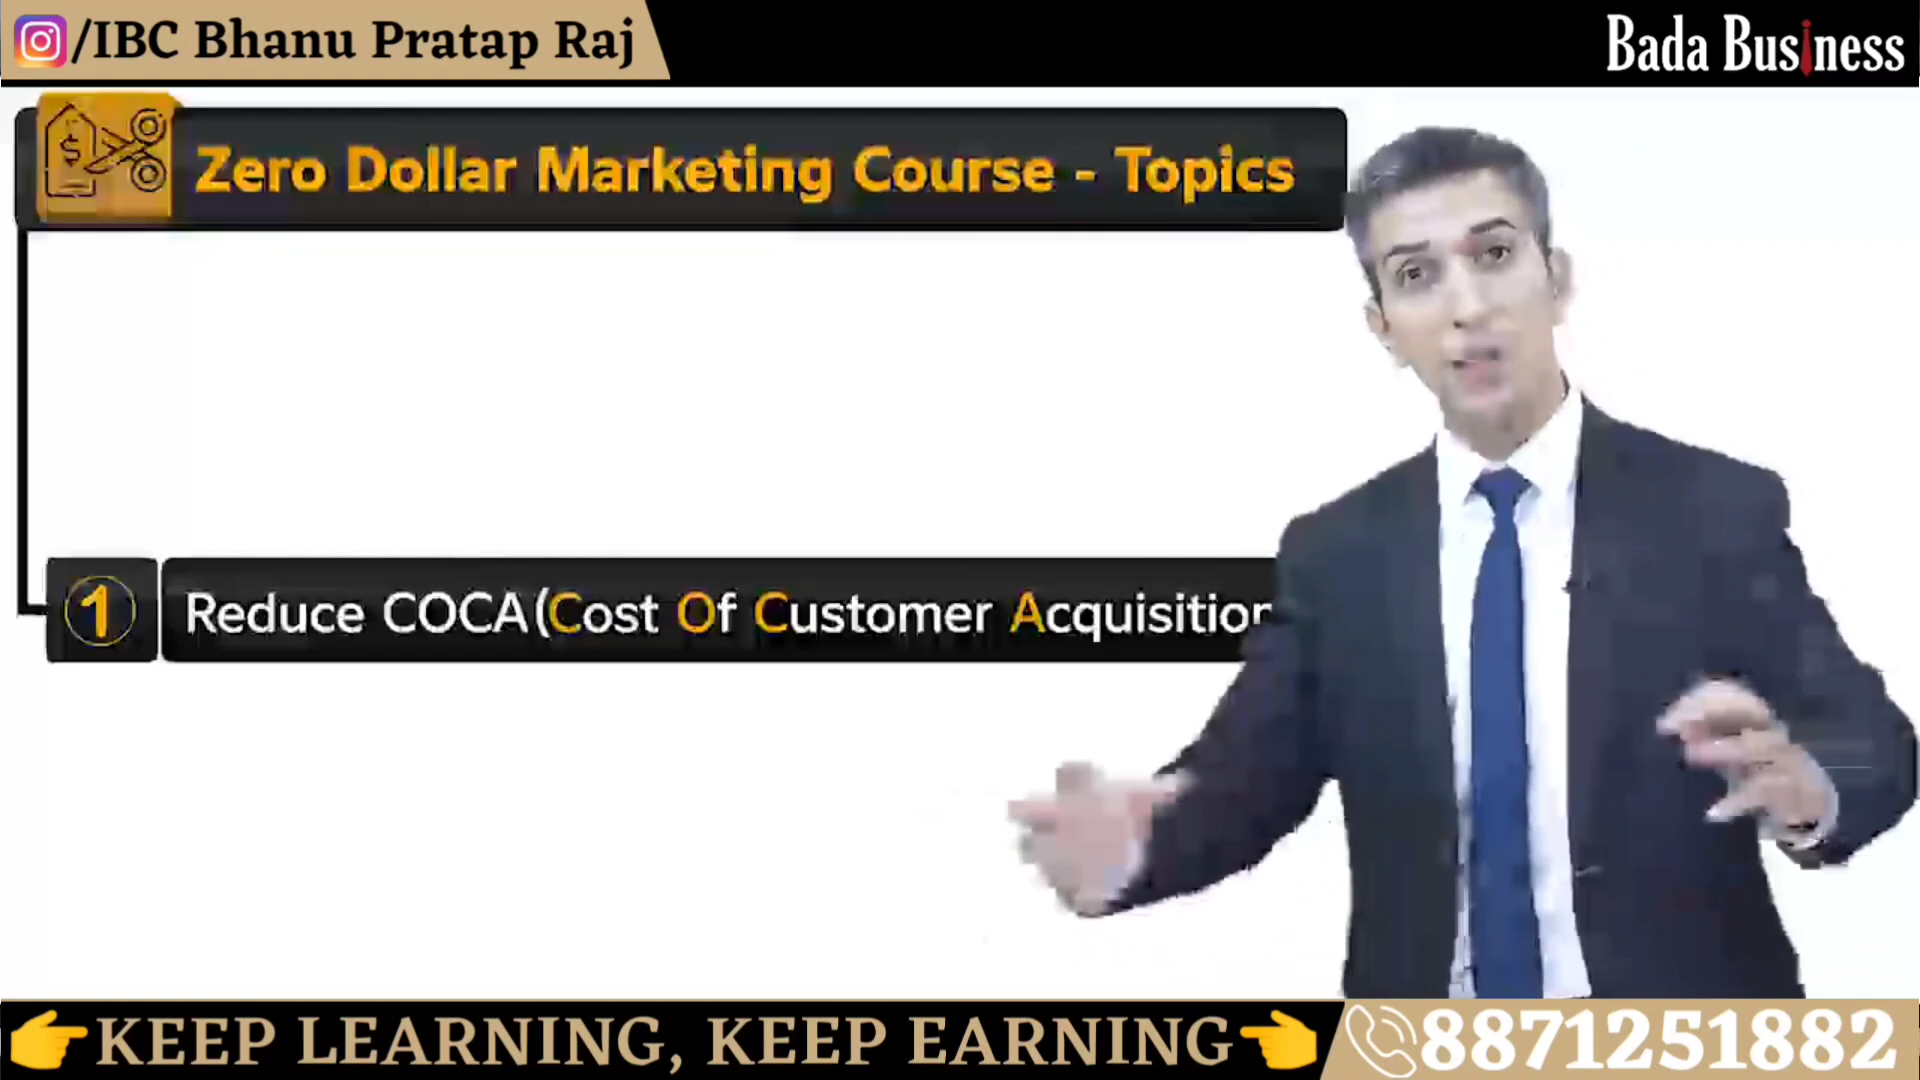 /IBC Bhanu Pratap Raj
Bada Business
Zero Dollar Marketing Course - Topics
1 Reduce COCA(Cost Of Customer Acquisition
KEEP LEARNING, KEEP EARNING
8871251882